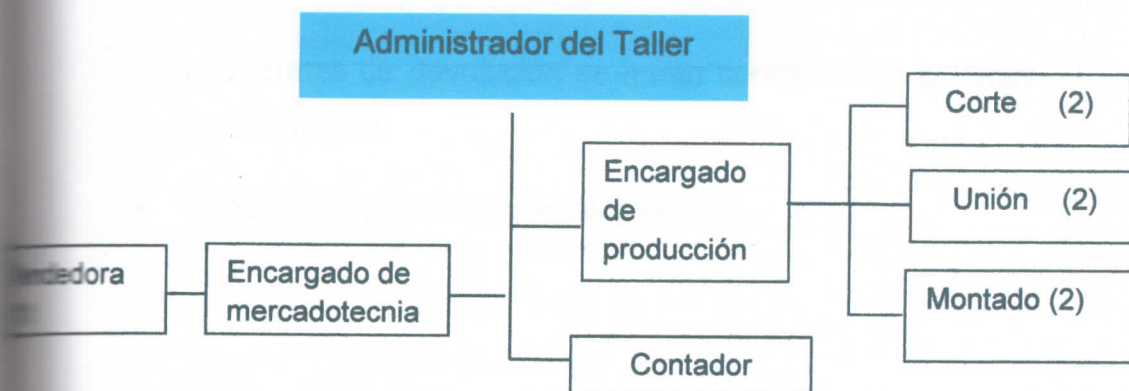 Administrador del Taller
Corte (2)
Encargado
de
producción
Unión (2)
Encargado de
mercadotecnia
Montado (2)
Contador